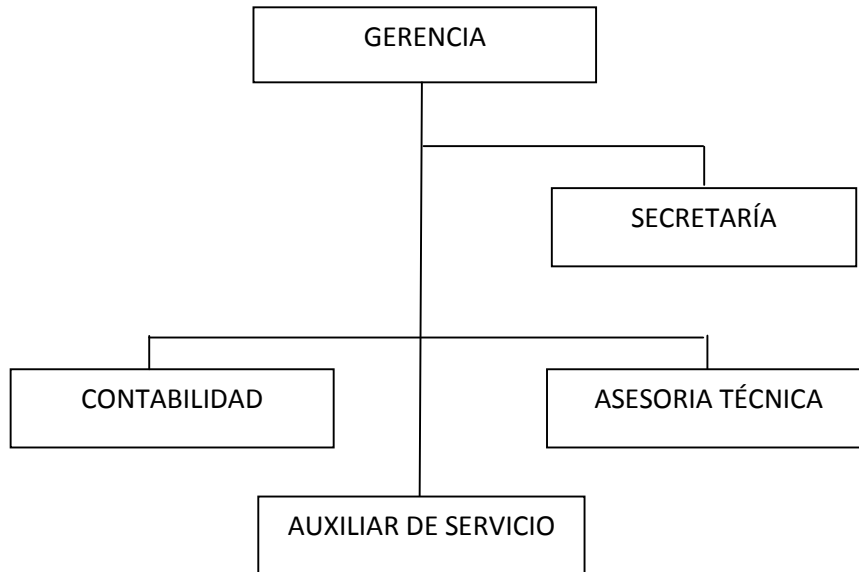 GERENCIA
SECRETARÍA
CONTABILIDAD
ASESORIA TÉCNICA
AUXILIAR DE SERVICIO